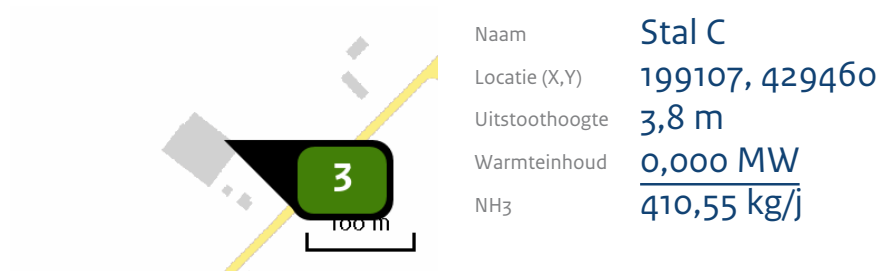 3
100 m
Naam Stal C
Locatie (X,Y) 199107, 429460
Uitstoothoogte 3,8 m
Warmteinhoud 0,000 MW
NH3 410,55 kg/j